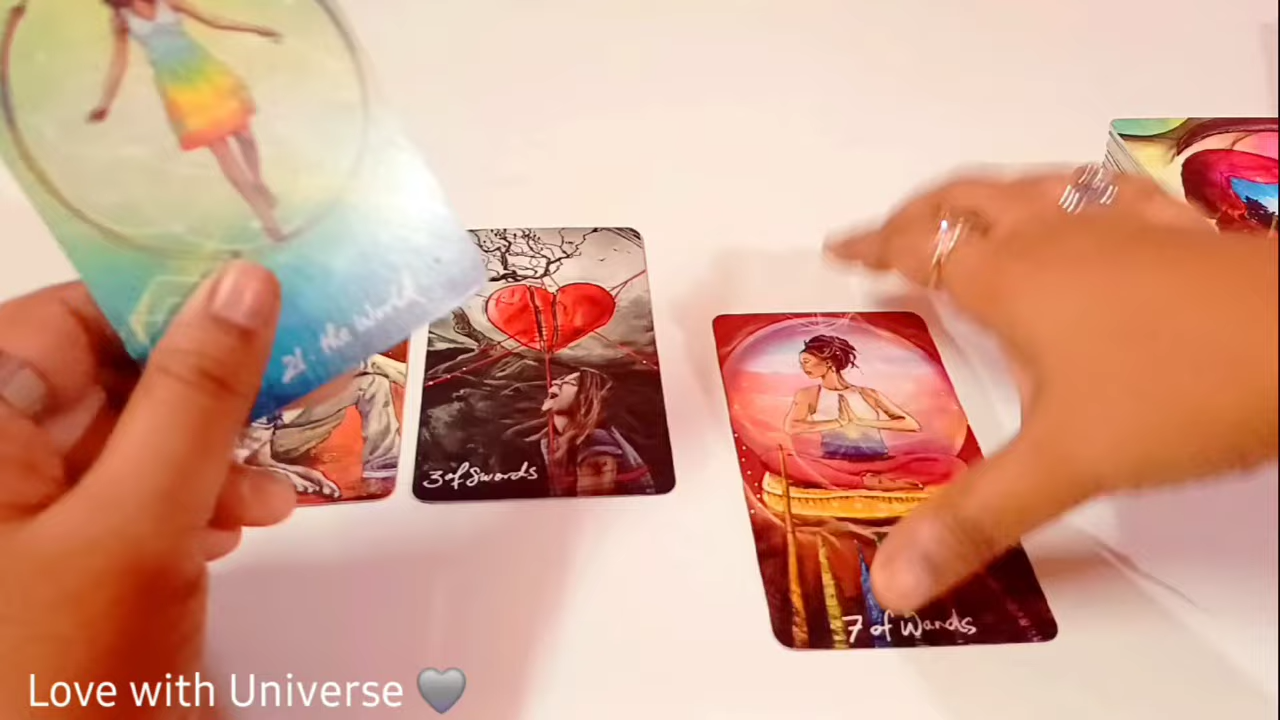 21. the World
3 of Swords
7 of Wands
Love with Universe 🩶